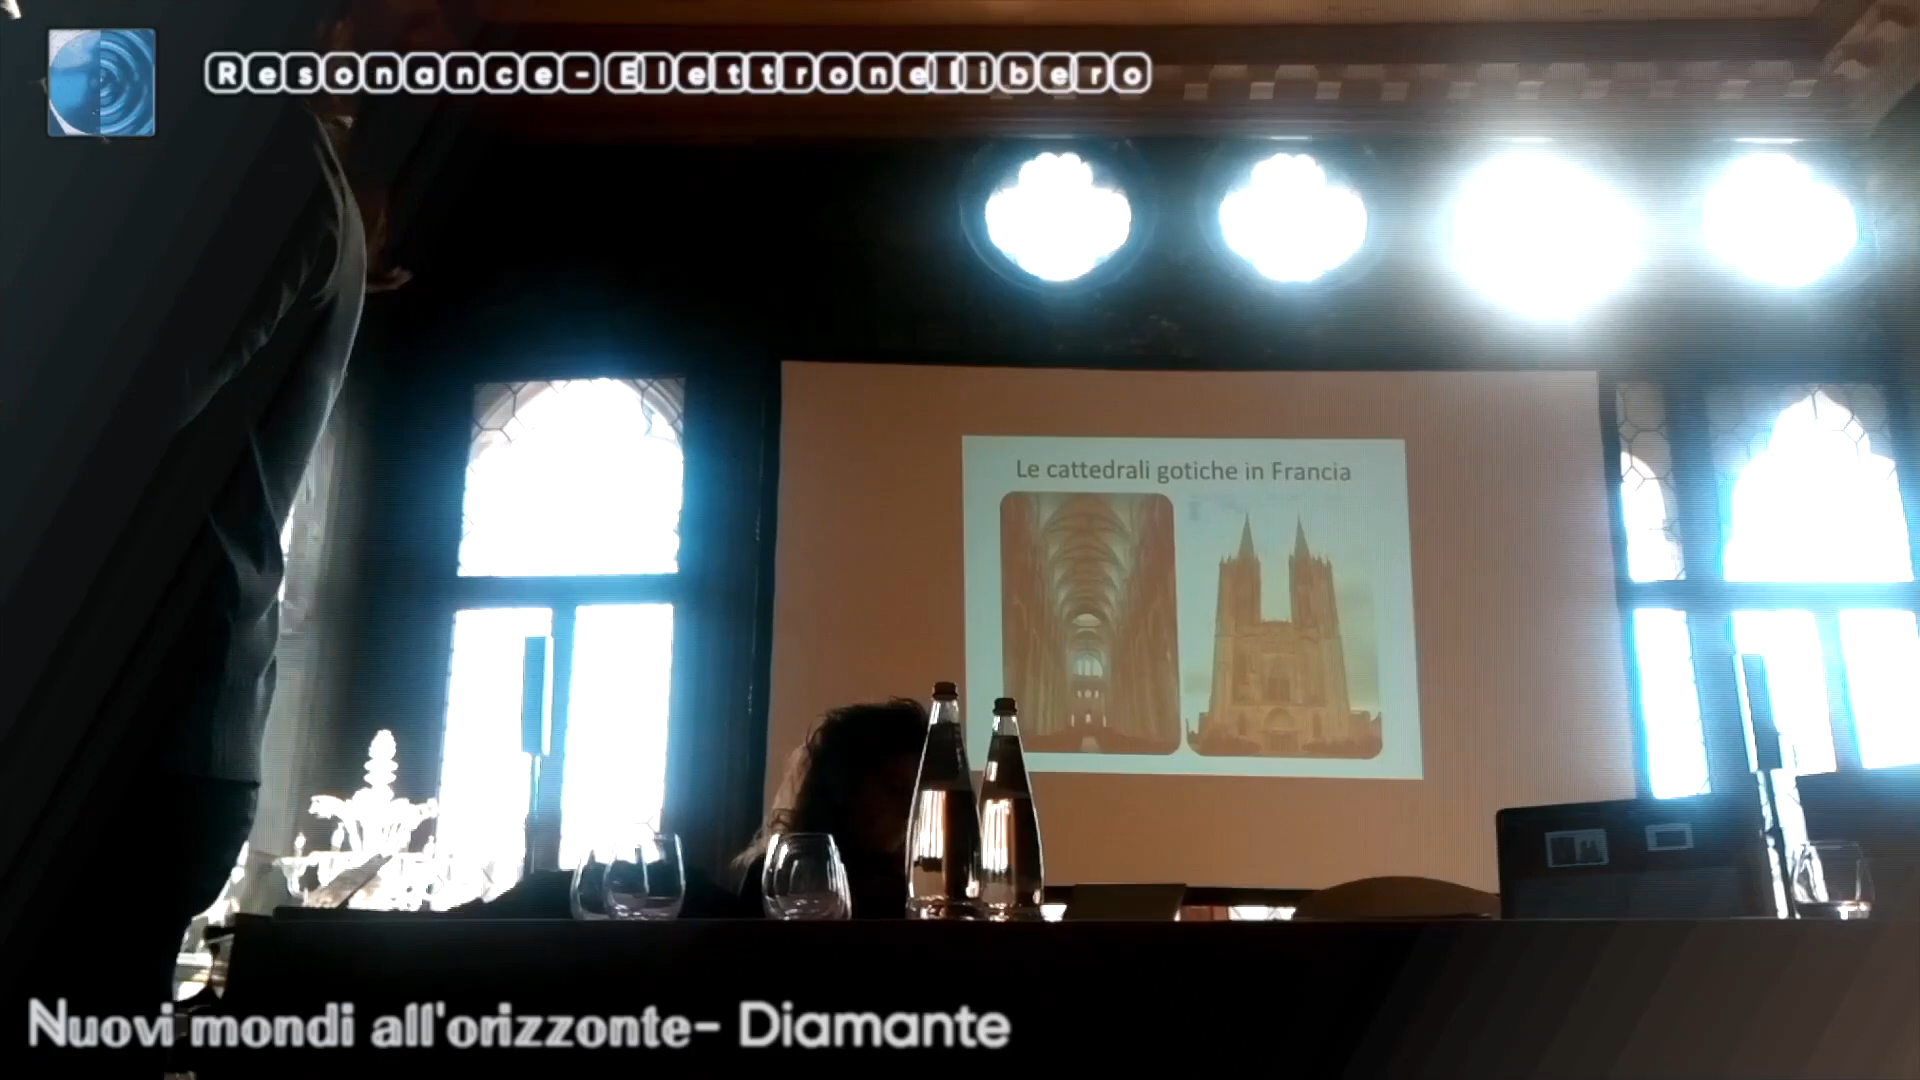 Resonance-Elettronelibero
Le cattedrali gotiche in Francia
Nuovi mondi all'orizzonte- Diamante